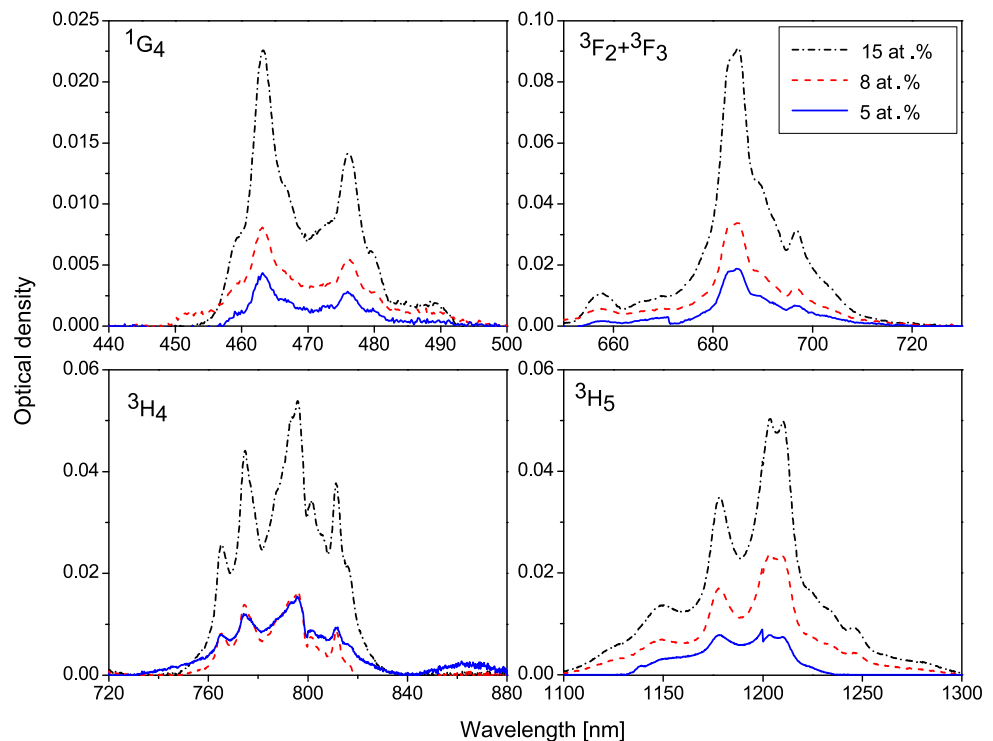 Optical density
¹G₄
0.025
0.020
0.015
0.010
0.005
0.000
440 450 460 470 480 490 500
³F₂+³F₃
15 at.%
8 at.%
5 at.%
0.10
0.08
0.06
0.04
0.02
0.00
660 680 700 720
³H₄
0.06
0.04
0.02
0.00
720 760 800 840 880
³H₅
0.06
0.04
0.02
0.00
1100 1150 1200 1250 1300
Wavelength [nm]